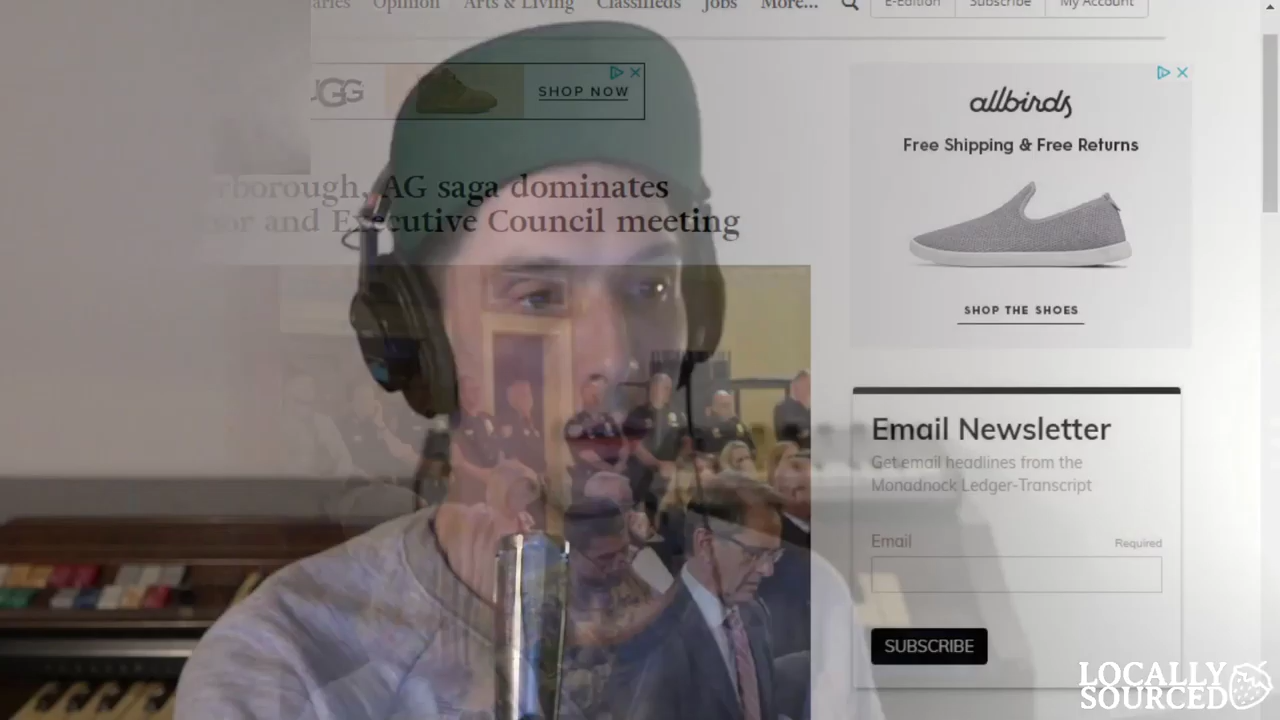 Opinion Arts & Living Classifieds Jobs More...
E-Edition Subscribe My Account
SHOP NOW
allbirds
Free Shipping & Free Returns
AG saga dominates
and Executive Council meeting
SHOP THE SHOES
Email Newsletter
Get email headlines from the
Monadnock Ledger-Transcript
Email
Required
SUBSCRIBE
LOCALLY
SOURCED